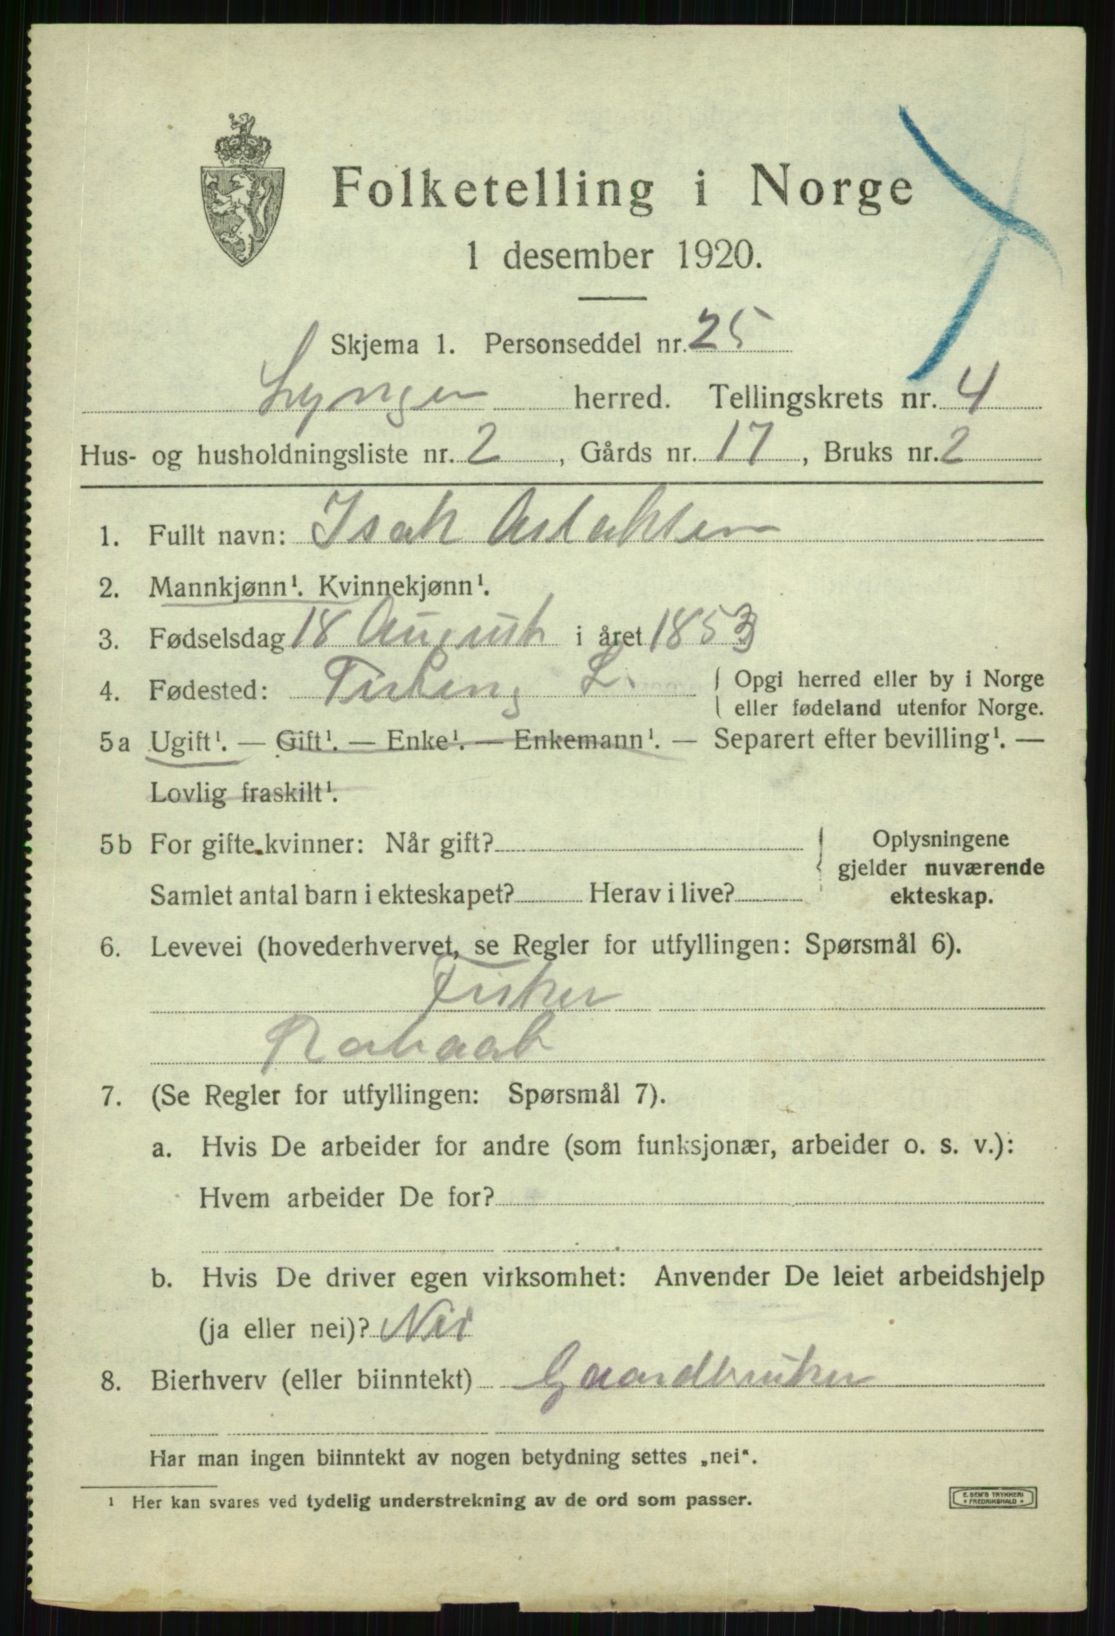 Folketelling i Norge
1 desember 1920.
Skjema 1. Personseddel nr. 25
Lyngen herred. Tellingskrets nr. 4
Hus- og husholdningsliste nr. 2, Gårds nr. 17, Bruks nr. 2
1. Fullt navn: Isak Aslaksen
2. Mannkjønn¹. Kvinnekjønn¹.
3. Fødselsdag 18 August i året 1853
4. Fødested: L. { Opgi herred eller by i Norge
eller fødeland utenfor Norge.
5a Ugift¹. — Gift¹. — Enke¹. — Enkemann¹. — Separert efter bevilling¹. —
Lovlig fraskilt¹.
5b For gifte kvinner: Når gift? Oplysningene
gjelder nuværende
Samlet antal barn i ekteskapet? Herav i live? ekteskap.
6. Levevei (hovederhvervet, se Regler for utfyllingen: Spørsmål 6).
Fisker
7. (Se Regler for utfyllingen: Spørsmål 7).
a. Hvis De arbeider for andre (som funksjonær, arbeider o. s. v.):
Hvem arbeider De for?
b. Hvis De driver egen virksomhet: Anvender De leiet arbeidshjelp
(ja eller nei)? Nei
8. Bierhverv (eller biinntekt) Gaardbruker
Har man ingen biinntekt av nogen betydning settes „nei“.
¹ Her kan svares ved tydelig understrekning av de ord som passer.
E. SEM'S TRYKKERI
FREDRIKSHALD